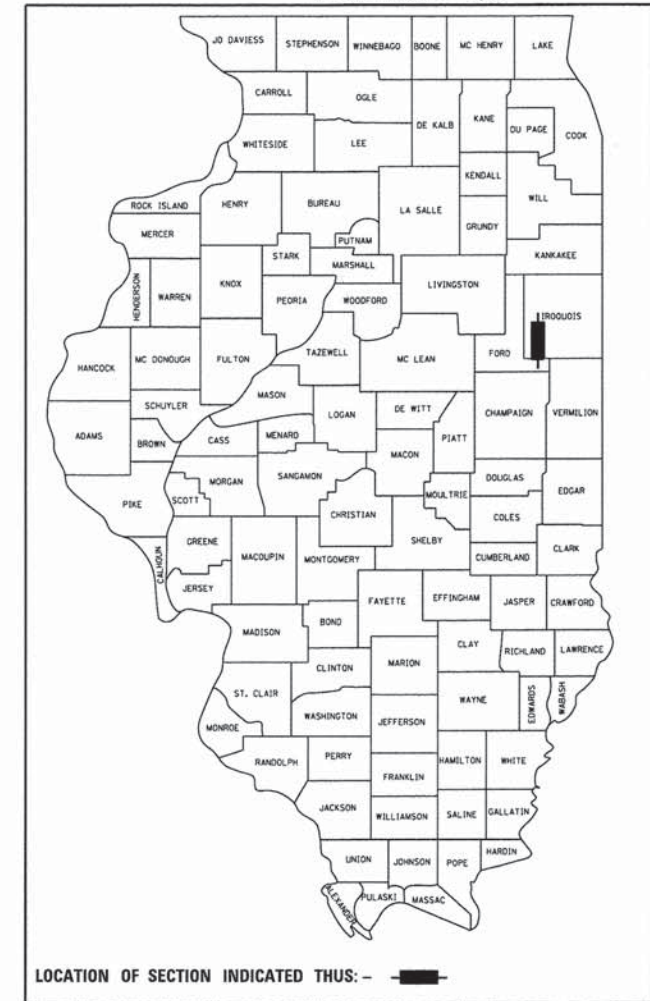 JO DAVIESS STEPHENSON WINNEBAGO BOONE MC HENRY LAKE
CARROLL OGLE DE KALB KANE DU PAGE COOK
WHITESIDE LEE
KENDALL WILL
ROCK ISLAND HENRY BUREAU LA SALLE GRUNDY
MERCER PUTNAM KANKAKEE
STARK MARSHALL
HENDERSON WARREN KNOX PEORIA WOODFORD LIVINGSTON IROQUOIS
HANCOCK MC DONOUGH FULTON TAZEWELL MC LEAN FORD
SCHUYLER MASON LOGAN DE WITT CHAMPAIGN VERMILION
ADAMS BROWN CASS MENARD MACON PIATT
PIKE SCOTT MORGAN SANGAMON MOULTRIE DOUGLAS EDGAR
CHRISTIAN COLES
CALHOUN GREENE MACOUPIN MONTGOMERY SHELBY CUMBERLAND CLARK
JERSEY FAYETTE EFFINGHAM JASPER CRAWFORD
MADISON BOND
CLAY RICHLAND LAWRENCE
CLINTON MARION
ST. CLAIR WAYNE EDWARDS WABASH
MONROE WASHINGTON JEFFERSON
RANDOLPH PERRY HAMILTON WHITE
FRANKLIN
JACKSON WILLIAMSON SALINE GALLATIN
UNION JOHNSON POPE HARDIN
ALEXANDER PULASKI MASSAC
LOCATION OF SECTION INDICATED THUS: -